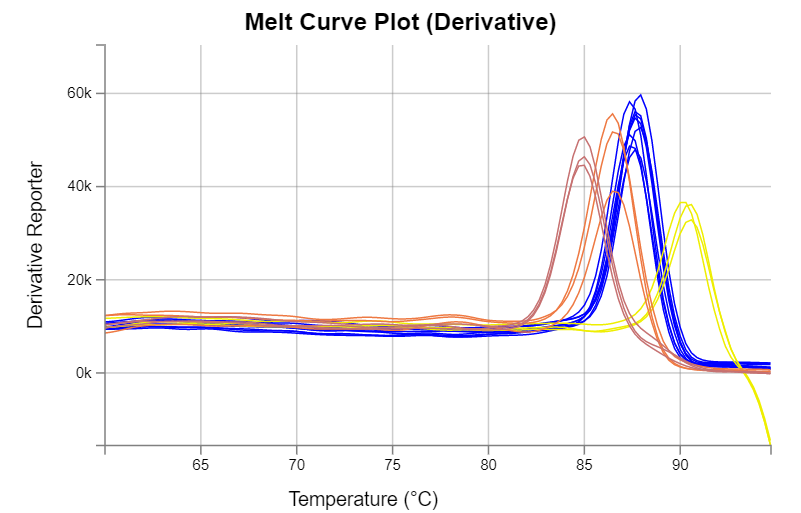 Melt Curve Plot (Derivative)
Derivative Reporter
60k
40k
20k
0k
65
70
75
80
85
90
Temperature (°C)